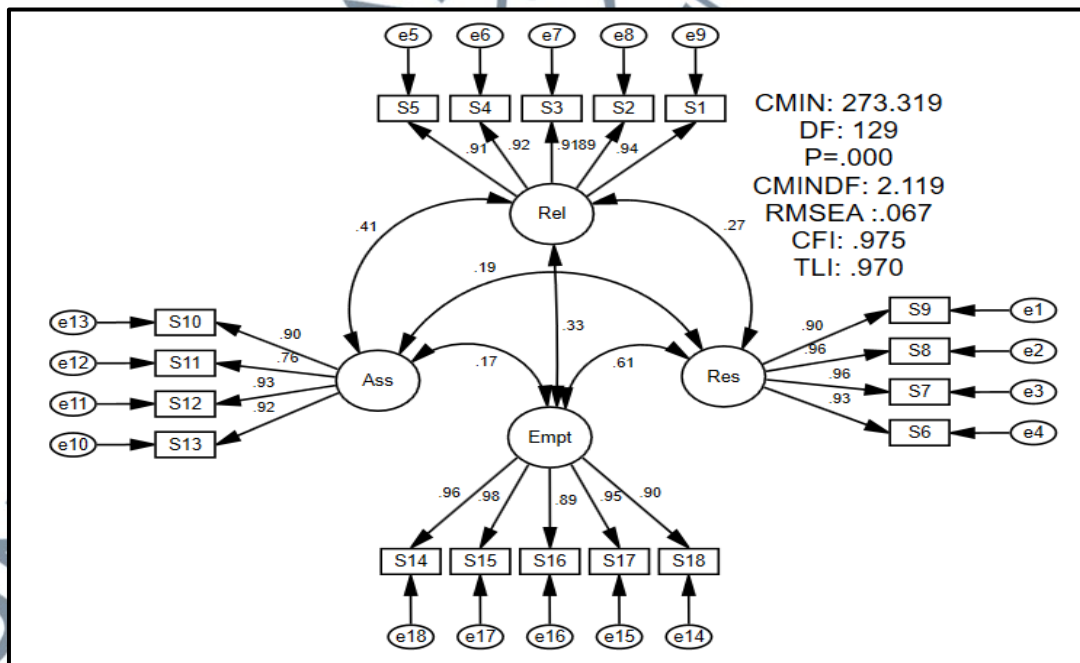 e5 e6 e7 e8 e9
S5 S4 S3 S2 S1
CMIN: 273.319
DF: 129
P=.000
CMINDF: 2.119
RMSEA :.067
CFI: .975
TLI: .970
.91 .92 .9189 .94
Rel
.41 .27
.19
.33
e13 S10 .90
e12 S11 .76
e11 S12 .93
e10 S13 .92
Ass
.17 .61
Res
.90 S9 e1
.96 S8 e2
.96 S7 e3
.93 S6 e4
Empt
.96 .98 .89 .95 .90
S14 S15 S16 S17 S18
e18 e17 e16 e15 e14